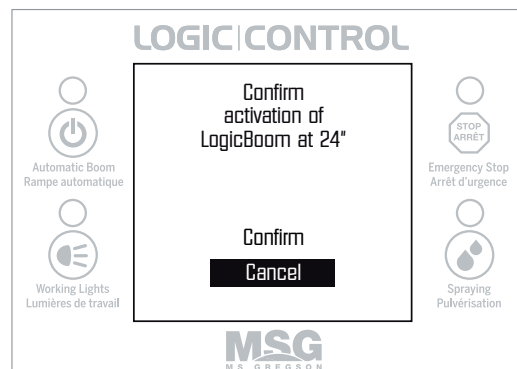 LOGIC|CONTROL
Confirm
activation of
LogicBoom at 24"
Confirm
Cancel
Automatic Boom
Rampe automatique
Working Lights
Lumières de travail
STOP
ARRÊT
Emergency Stop
Arrêt d'urgence
Spraying
Pulvérisation
MSG
MS GREGSON